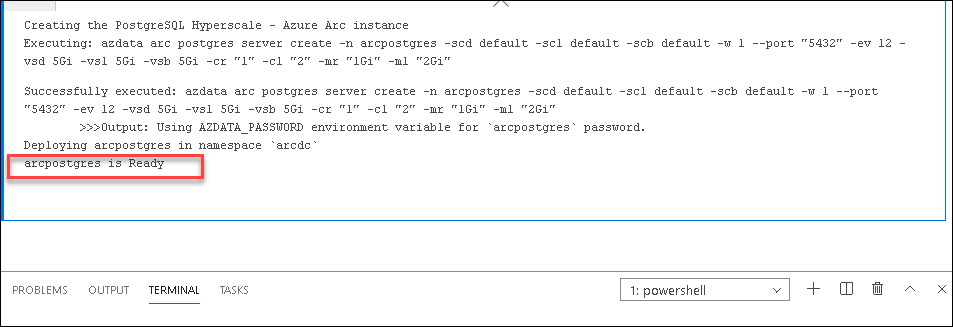 Creating the PostgreSQL Hyperscale - Azure Arc instance
Executing: azdata arc postgres server create -n arcpostgres -scd default -scl default -scb default -w 1 --port "5432" -ev 12 -
vsd 5Gi -vsl 5Gi -vsb 5Gi -cr "1" -cl "2" -mr "1Gi" -ml "2Gi"
Successfully executed: azdata arc postgres server create -n arcpostgres -scd default -scl default -scb default -w 1 --port
"5432" -ev 12 -vsd 5Gi -vsl 5Gi -vsb 5Gi -cr "1" -cl "2" -mr "1Gi" -ml "2Gi"
>>>Output: Using AZDATA_PASSWORD environment variable for `arcpostgres` password.
Deploying arcpostgres in namespace `arcdc`
arcpostgres is Ready
PROBLEMS OUTPUT TERMINAL TASKS 1: powershell